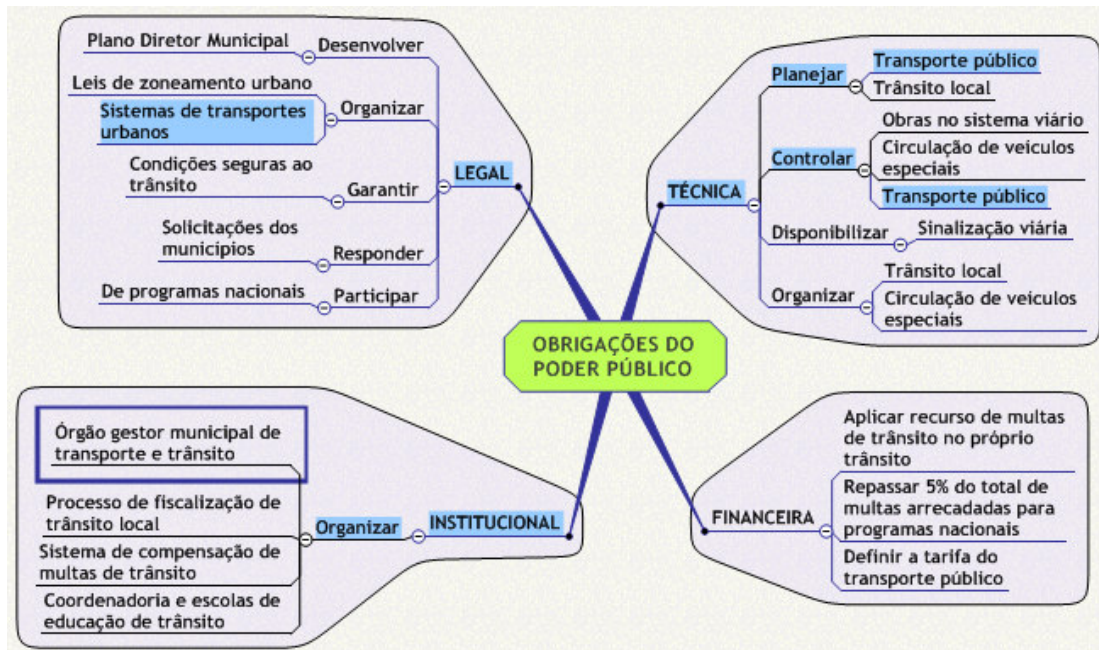 Plano Diretor Municipal
Desenvolver
Leis de zoneamento urbano
Sistemas de transportes
urbanos
Organizar
Condições seguras ao
trânsito
Garantir
Solicitações dos
municipios
Responder
De programas nacionais
Participar
LEGAL
TÉCNICA
Planejar
Transporte público
Trânsito local
Controlar
Obras no sistema viário
Circulação de veiculos
especiais
Transporte público
Disponibilizar
Sinalização viária
Organizar
Trânsito local
Circulação de veiculos
especiais
OBRIGAÇÕES DO
PODER PÚBLICO
Órgão gestor municipal de
transporte e trânsito
Processo de fiscalização de
trânsito local
Sistema de compensação de
multas de trânsito
Coordenadoria e escolas de
educação de trânsito
Organizar
INSTITUCIONAL
FINANCEIRA
Aplicar recurso de multas
de trânsito no próprio
trânsito
Repassar 5% do total de
multas arrecadadas para
programas nacionais
Definir a tarifa do
transporte público